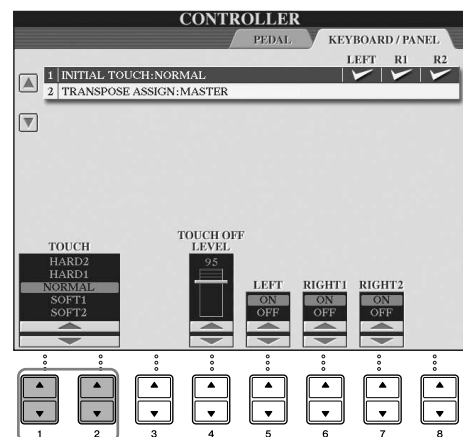 CONTROLLER
PEDAL KEYBOARD / PANEL
LEFT R1 R2
1 INITIAL TOUCH:NORMAL
2 TRANSPOSE ASSIGN:MASTER
TOUCH
HARD2
HARD1
NORMAL
SOFT1
SOFT2
TOUCH OFF
LEVEL
95
LEFT
ON
OFF
RIGHT1
ON
OFF
RIGHT2
ON
OFF
1 2 3 4 5 6 7 8